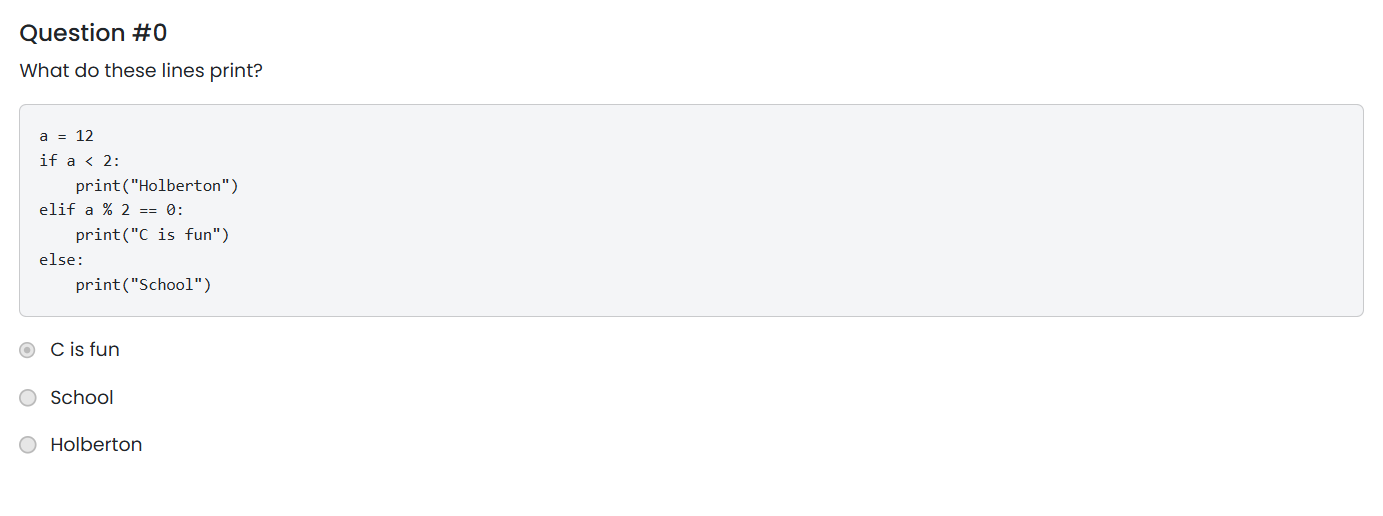 Question #0
What do these lines print?
a = 12
if a < 2:
    print("Holberton")
elif a % 2 == 0:
    print("C is fun")
else:
    print("School")
C is fun
School
Holberton